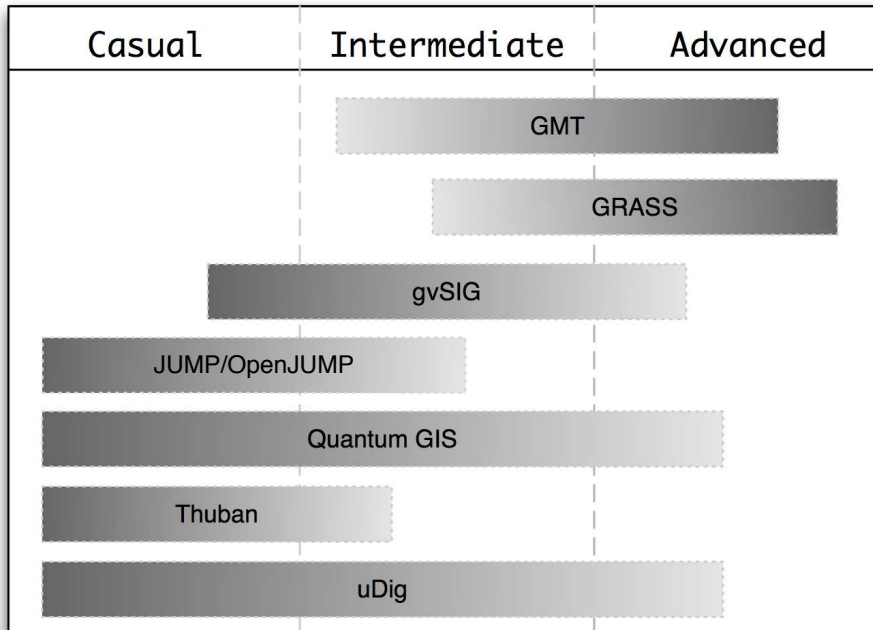 Casual Intermediate Advanced
GMT
GRASS
gvSIG
JUMP/OpenJUMP
Quantum GIS
Thuban
uDig